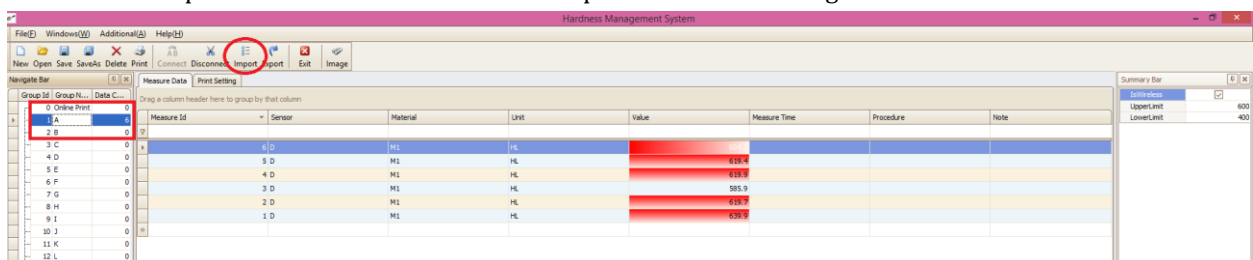 Hardness Management System
File(F) Windows(W) Additional(A) Help(H)
New Open Save SaveAs Delete Print Connect Disconnect Import Export Exit Image
Navigate Bar
Measure Data Print Setting
Summary Bar
Group Id Group N... Data C...
Drag a column header here to group by that column
IsWireless
0 Online Print 0
UpperLimit 600
1 A 6
Measure Id Sensor Material Unit Value Measure Time Procedure Note
LowerLimit 400
2 B 0
3 C 0
6 D M1 HL
4 D 0
5 D M1 HL 619.4
5 E 0
4 D M1 HL 619.9
6 F 0
3 D M1 HL 585.9
7 G 0
2 D M1 HL 619.7
8 H 0
1 D M1 HL 639.9
9 I 0
10 J 0
11 K 0
12 L 0